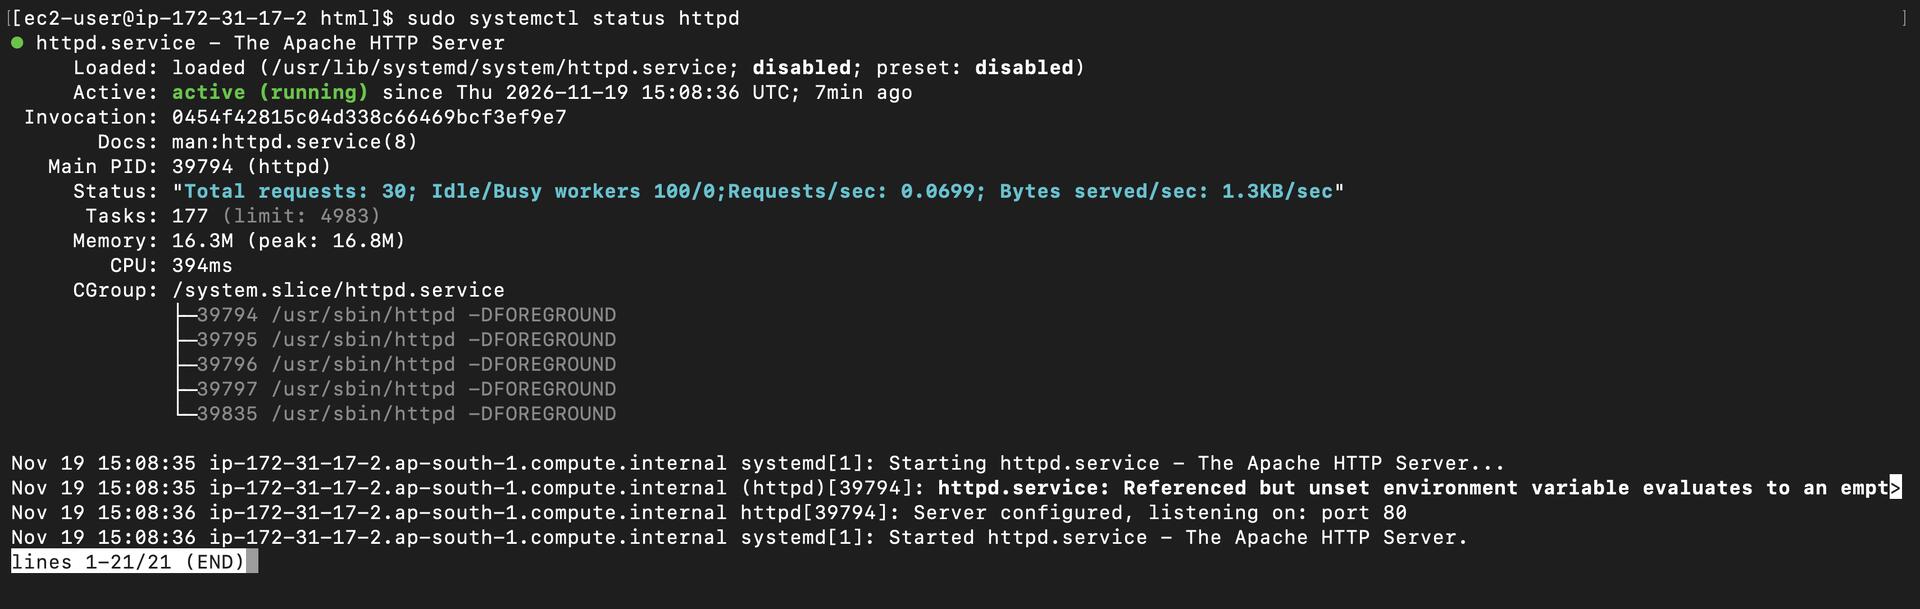 [[ec2-user@ip-172-31-17-2 html]$ sudo systemctl status httpd ]
● httpd.service – The Apache HTTP Server
Loaded: loaded (/usr/lib/systemd/system/httpd.service; disabled; preset: disabled)
Active: active (running) since Thu 2026-11-19 15:08:36 UTC; 7min ago
Invocation: 0454f42815c04d338c66469bcf3ef9e7
Docs: man:httpd.service(8)
Main PID: 39794 (httpd)
Status: "Total requests: 30; Idle/Busy workers 100/0;Requests/sec: 0.0699; Bytes served/sec: 1.3KB/sec"
Tasks: 177 (limit: 4983)
Memory: 16.3M (peak: 16.8M)
CPU: 394ms
CGroup: /system.slice/httpd.service
├─39794 /usr/sbin/httpd -DFOREGROUND
├─39795 /usr/sbin/httpd -DFOREGROUND
├─39796 /usr/sbin/httpd -DFOREGROUND
├─39797 /usr/sbin/httpd -DFOREGROUND
└─39835 /usr/sbin/httpd -DFOREGROUND
Nov 19 15:08:35 ip-172-31-17-2.ap-south-1.compute.internal systemd[1]: Starting httpd.service – The Apache HTTP Server...
Nov 19 15:08:35 ip-172-31-17-2.ap-south-1.compute.internal (httpd)[39794]: httpd.service: Referenced but unset environment variable evaluates to an empt>
Nov 19 15:08:36 ip-172-31-17-2.ap-south-1.compute.internal httpd[39794]: Server configured, listening on: port 80
Nov 19 15:08:36 ip-172-31-17-2.ap-south-1.compute.internal systemd[1]: Started httpd.service – The Apache HTTP Server.
lines 1-21/21 (END)